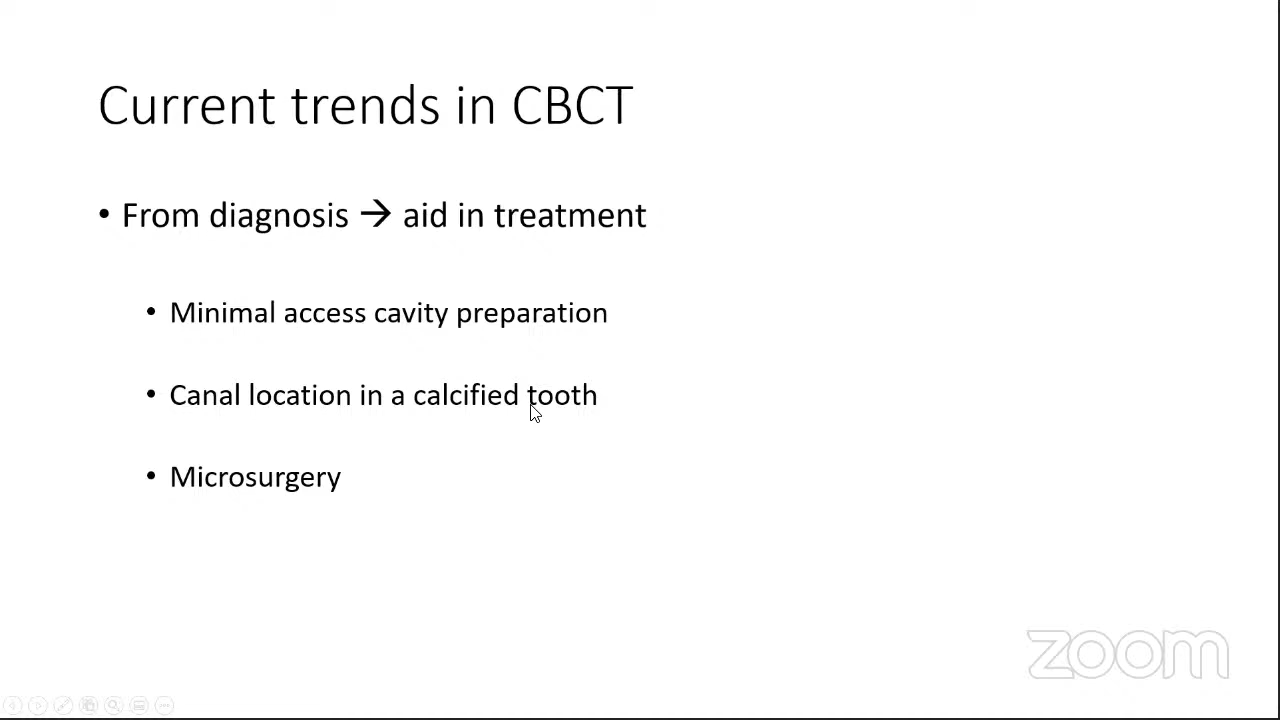 Current trends in CBCT
• From diagnosis → aid in treatment
• Minimal access cavity preparation
• Canal location in a calcified tooth
• Microsurgery
zoom